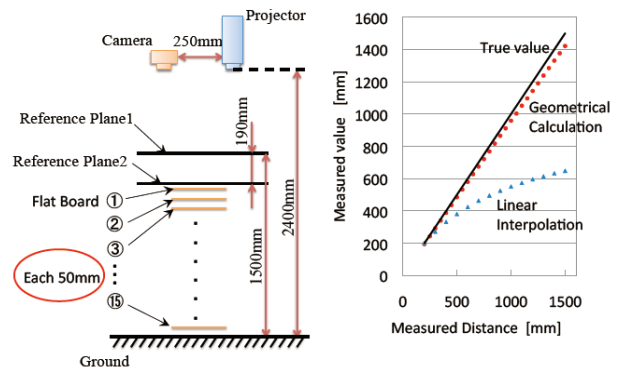 Projector
Camera
250mm
Reference Plane1
190mm
Reference Plane2
Flat Board ①
②
③
Each 50mm
⑮
1500mm
2400mm
Ground
1600
1400
1200
1000
800
600
400
200
0
Measured value [mm]
True value
Geometrical
Calculation
Linear
Interpolation
0 500 1000 1500
Measured Distance [mm]